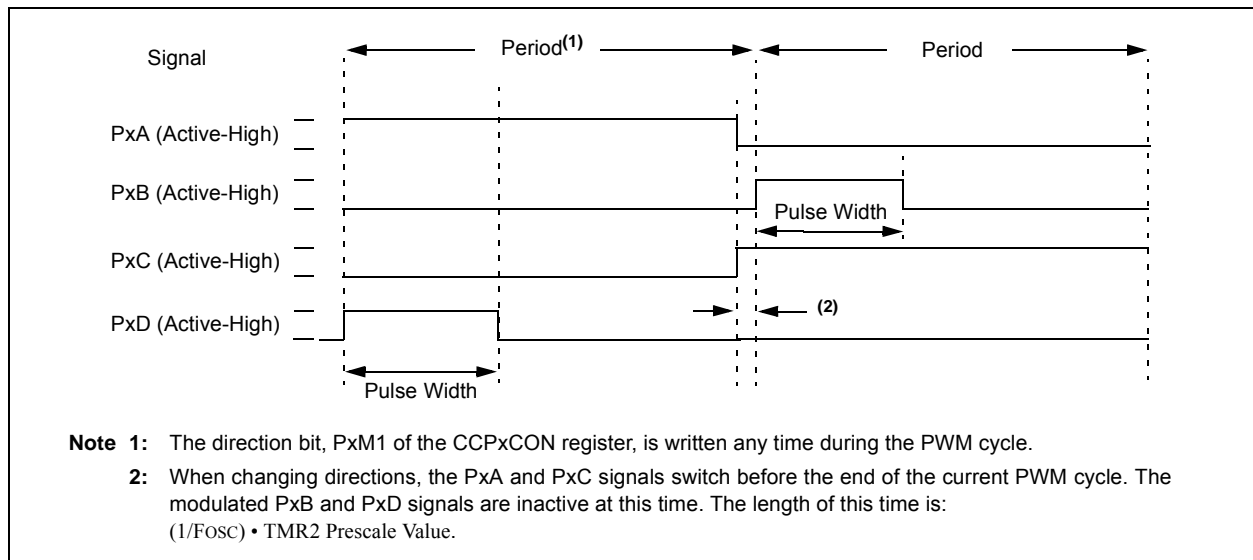 Signal
Period(1)
Period
PxA (Active-High)
PxB (Active-High)
Pulse Width
PxC (Active-High)
(2)
PxD (Active-High)
Pulse Width
Note 1: The direction bit, PxM1 of the CCPxCON register, is written any time during the PWM cycle.
2: When changing directions, the PxA and PxC signals switch before the end of the current PWM cycle. The
modulated PxB and PxD signals are inactive at this time. The length of this time is:
(1/FOSC) • TMR2 Prescale Value.